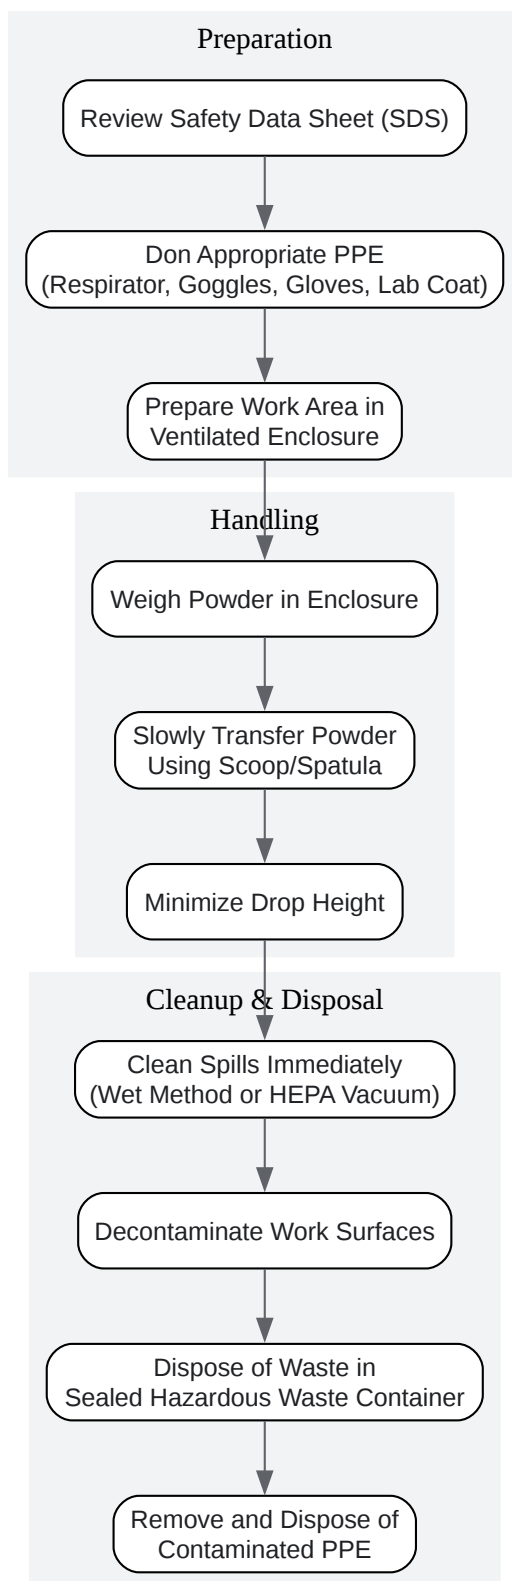 Preparation
Review Safety Data Sheet (SDS)
Don Appropriate PPE
(Respirator, Goggles, Gloves, Lab Coat)
Prepare Work Area in
Ventilated Enclosure
Handling
Weigh Powder in Enclosure
Slowly Transfer Powder
Using Scoop/Spatula
Minimize Drop Height
Cleanup & Disposal
Clean Spills Immediately
(Wet Method or HEPA Vacuum)
Decontaminate Work Surfaces
Dispose of Waste in
Sealed Hazardous Waste Container
Remove and Dispose of
Contaminated PPE